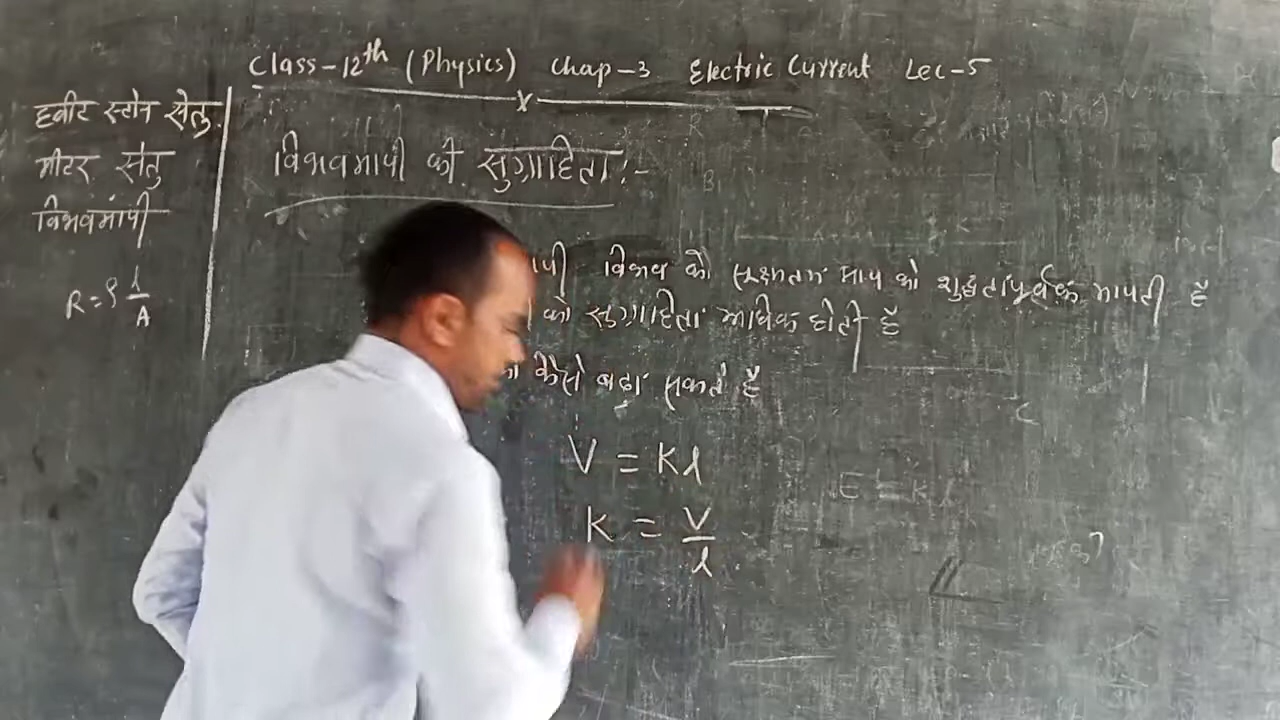 Class-12th (Physics) Chap-3 Electric Current Lec-5
x
हवीट स्टोन सेतु.
मीटर सेतु
विभवमापी
R = ρ l/A
विभवमापी की सुग्राहिता :-
विभव की सूक्ष्मतम माप को शुद्धतापूर्वक मापती है
को सुग्राहिता अधिक होती है
कैसे बढा सकते है
V = Kl
K = V/l
E = K